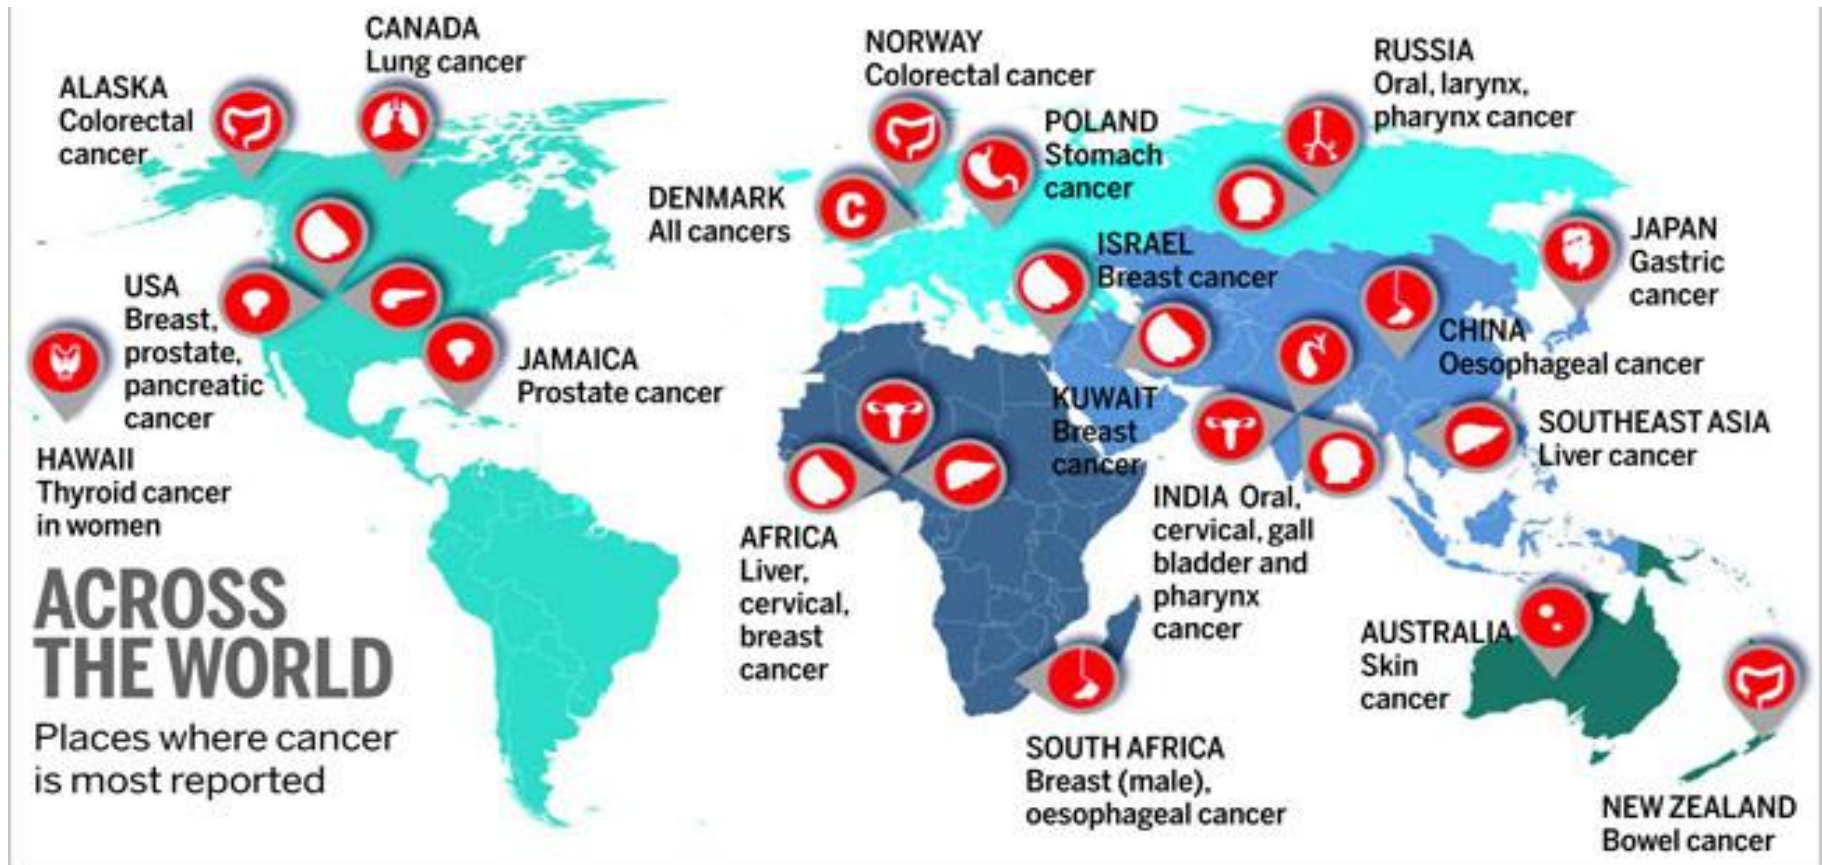 CANADA
Lung cancer
ALASKA
Colorectal
cancer
NORWAY
Colorectal cancer
RUSSIA
Oral, larynx,
pharynx cancer
POLAND
Stomach
cancer
DENMARK
All cancers
C
ISRAEL
Breast cancer
JAPAN
Gastric
cancer
USA
Breast,
prostate,
pancreatic
cancer
JAMAICA
Prostate cancer
CHINA
Oesophageal cancer
KUWAIT
Breast
cancer
SOUTHEAST ASIA
Liver cancer
HAWAII
Thyroid cancer
in women
INDIA Oral,
cervical, gall
bladder and
pharynx
cancer
AFRICA
Liver,
cervical,
breast
cancer
ACROSS
THE WORLD
Places where cancer
is most reported
AUSTRALIA
Skin
cancer
SOUTH AFRICA
Breast (male),
oesophageal cancer
NEW ZEALAND
Bowel cancer